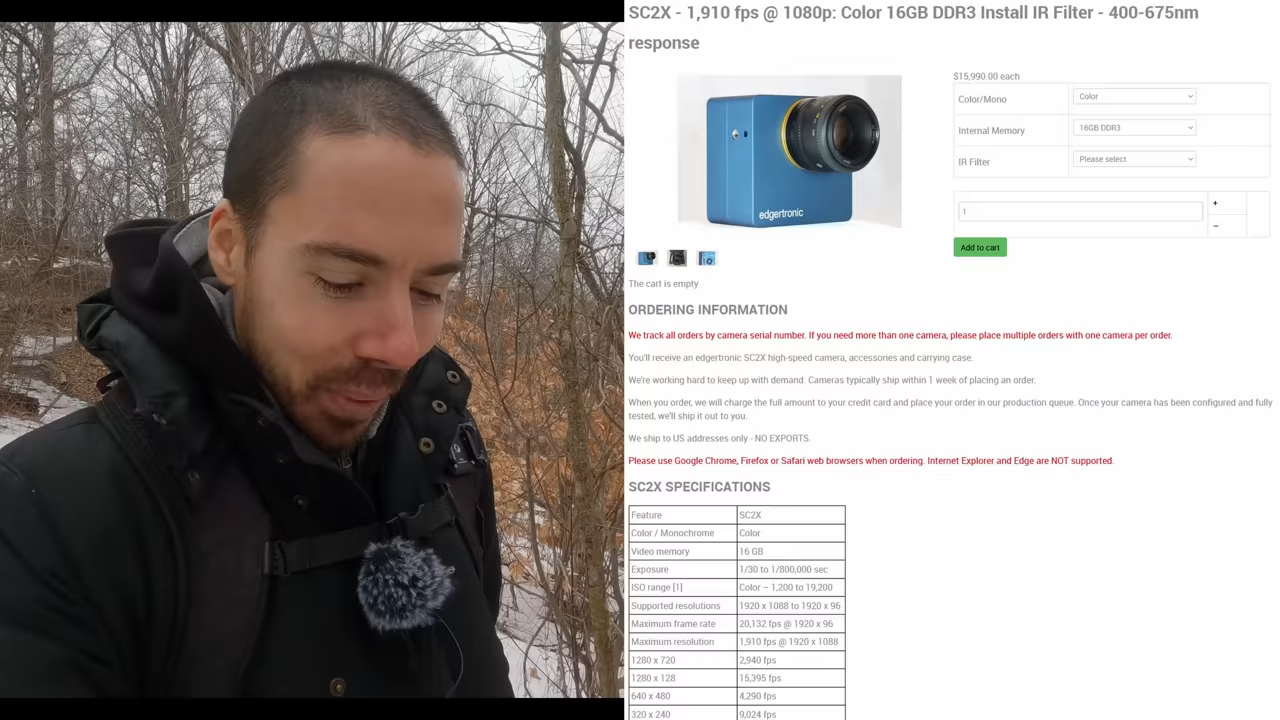 SC2X - 1,910 fps @ 1080p: Color 16GB DDR3 Install IR Filter - 400-675nm
response
$15,990.00 each
Color/Mono
Color
Internal Memory
16GB DDR3
IR Filter
Please select
edgertronic
1
+
–
Add to cart
The cart is empty
ORDERING INFORMATION
We track all orders by camera serial number. If you need more than one camera, please place multiple orders with one camera per order.
You'll receive an edgertronic SC2X high-speed camera, accessories and carrying case.
We're working hard to keep up with demand. Cameras typically ship within 1 week of placing an order.
When you order, we will charge the full amount to your credit card and place your order in our production queue. Once your camera has been configured and fully
tested, we'll ship it out to you.
We ship to US addresses only - NO EXPORTS.
Please use Google Chrome, Firefox or Safari web browsers when ordering. Internet Explorer and Edge are NOT supported.
SC2X SPECIFICATIONS
Feature SC2X
Color / Monochrome Color
Video memory 16 GB
Exposure 1/30 to 1/800,000 sec
ISO range [1] Color – 1,200 to 19,200
Supported resolutions 1920 x 1088 to 1920 x 96
Maximum frame rate 20,132 fps @ 1920 x 96
Maximum resolution 1,910 fps @ 1920 x 1088
1280 x 720 2,940 fps
1280 x 128 15,395 fps
640 x 480 4,290 fps
320 x 240 9,024 fps